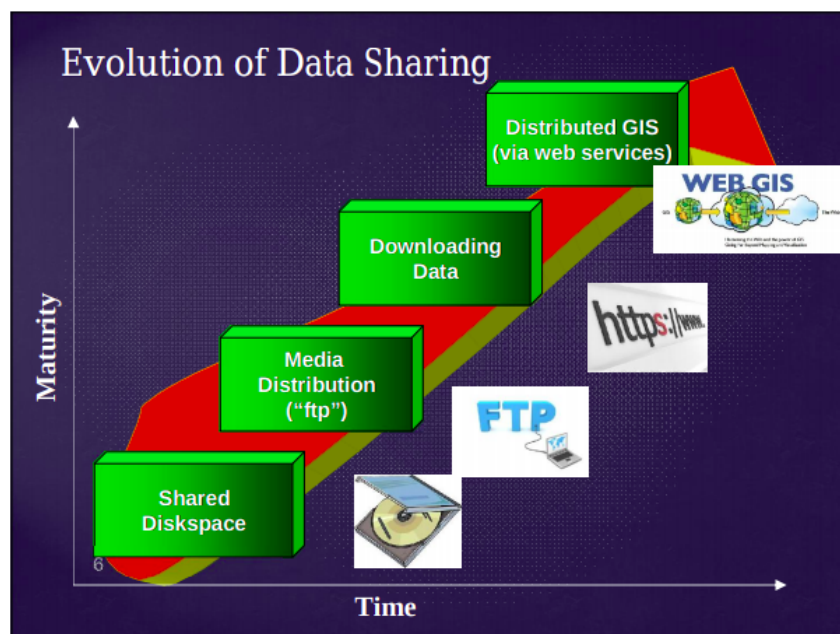 Evolution of Data Sharing
Distributed GIS
(via web services)
WEB GIS
Downloading
Data
https://www.
Maturity
Media
Distribution
(“ftp”)
FTP
Shared
Diskspace
6
Time